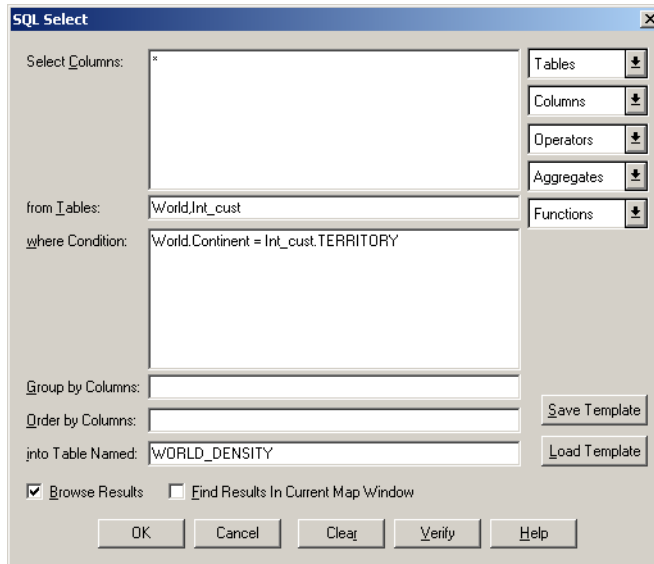 SQL Select
Select Columns:
*
Tables
Columns
Operators
Aggregates
from Tables:
World,Int_cust
Functions
where Condition:
World.Continent = Int_cust.TERRITORY
Group by Columns:
Save Template
Order by Columns:
into Table Named:
WORLD_DENSITY
Load Template
Browse Results
Find Results In Current Map Window
OK
Cancel
Clear
Verify
Help